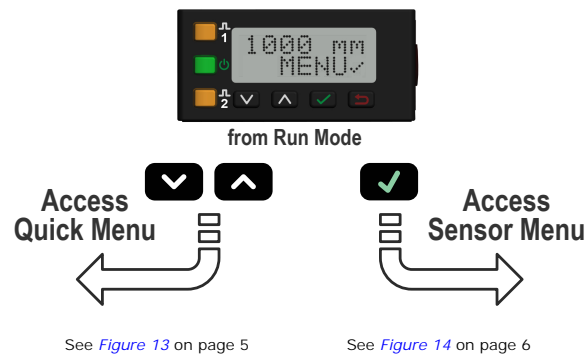 1
1000 mm
MENU✓
2
from Run Mode
Access
Quick Menu
Access
Sensor Menu
See Figure 13 on page 5
See Figure 14 on page 6